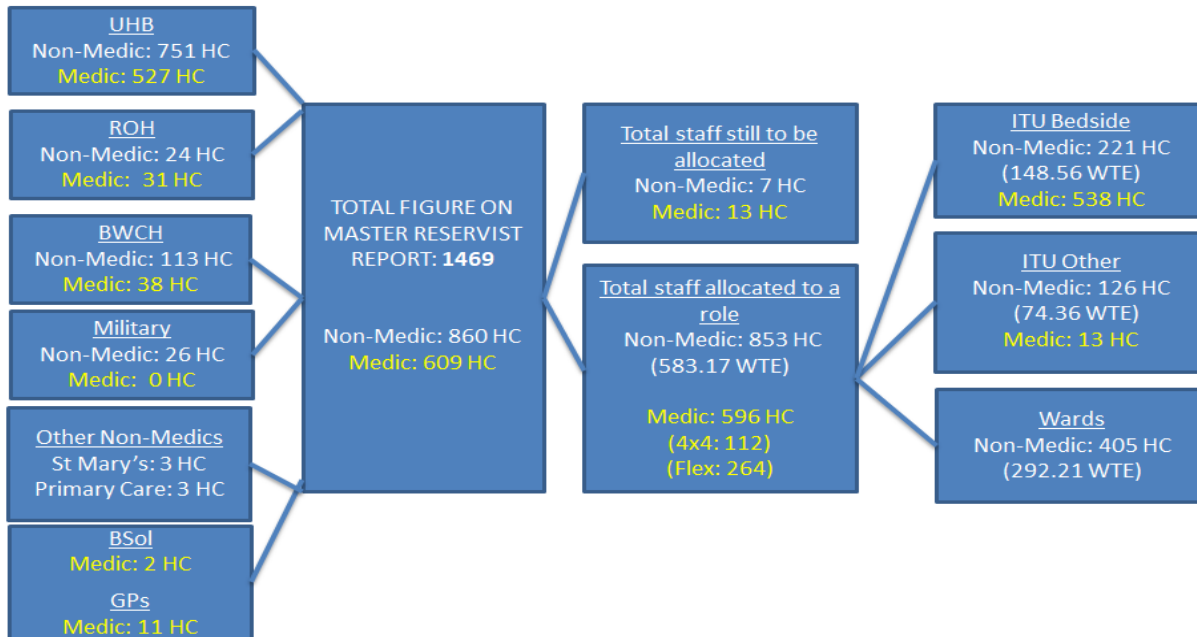 UHB
Non-Medic: 751 HC
Medic: 527 HC
ROH
Non-Medic: 24 HC
Medic: 31 HC
BWCH
Non-Medic: 113 HC
Medic: 38 HC
Military
Non-Medic: 26 HC
Medic: 0 HC
Other Non-Medics
St Mary's: 3 HC
Primary Care: 3 HC
BSol
Medic: 2 HC
GPs
Medic: 11 HC
TOTAL FIGURE ON
MASTER RESERVIST
REPORT: 1469
Non-Medic: 860 HC
Medic: 609 HC
Total staff still to be
allocated
Non-Medic: 7 HC
Medic: 13 HC
Total staff allocated to a
role
Non-Medic: 853 HC
(583.17 WTE)
Medic: 596 HC
(4x4: 112)
(Flex: 264)
ITU Bedside
Non-Medic: 221 HC
(148.56 WTE)
Medic: 538 HC
ITU Other
Non-Medic: 126 HC
(74.36 WTE)
Medic: 13 HC
Wards
Non-Medic: 405 HC
(292.21 WTE)